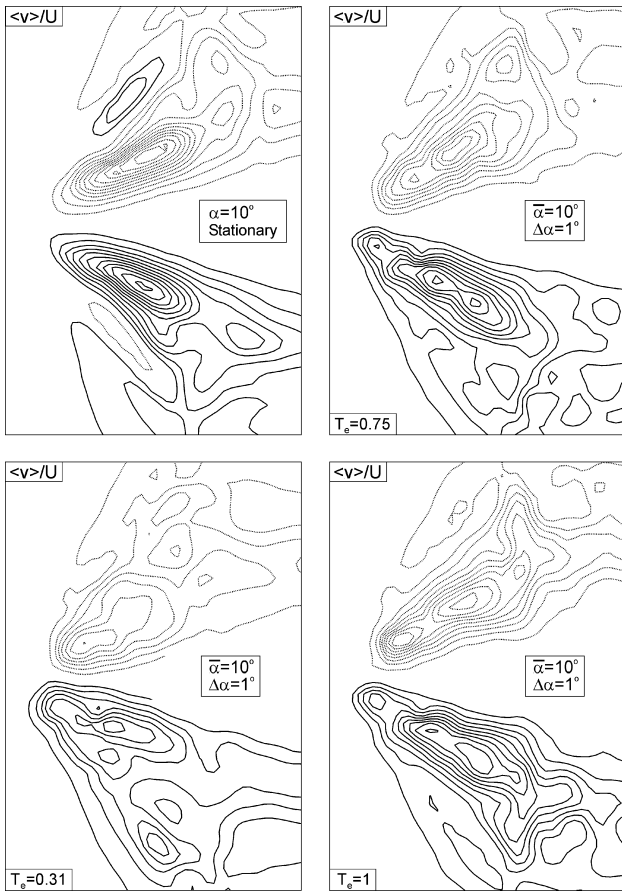 <v>/U
α=10°
Stationary
<v>/U
α̅=10°
Δα=1°
Tₑ=0.75
<v>/U
α̅=10°
Δα=1°
Tₑ=0.31
<v>/U
α̅=10°
Δα=1°
Tₑ=1